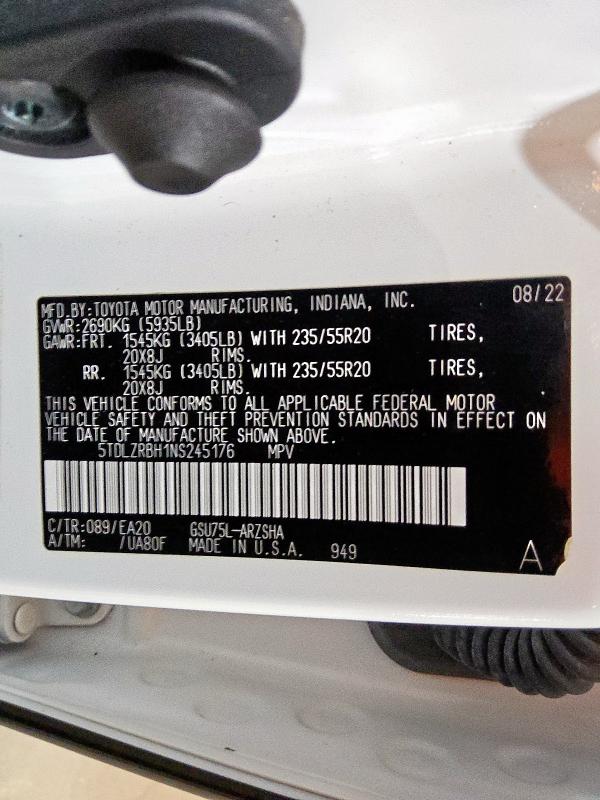 MFD.BY:TOYOTA MOTOR MANUFACTURING, INDIANA, INC. 08/22
GVWR:2690KG (5935LB)
GAWR:FRT. 1545KG (3405LB) WITH 235/55R20 TIRES,
20X8J RIMS.
RR. 1545KG (3405LB) WITH 235/55R20 TIRES,
20X8J RIMS.
THIS VEHICLE CONFORMS TO ALL APPLICABLE FEDERAL MOTOR
VEHICLE SAFETY AND THEFT PREVENTION STANDARDS IN EFFECT ON
THE DATE OF MANUFACTURE SHOWN ABOVE.
5TDLZRBH1NS245176 MPV
C/TR:089/EA20 GSU75L-ARZSHA
A/TM: /UA80F MADE IN U.S.A. 949 A